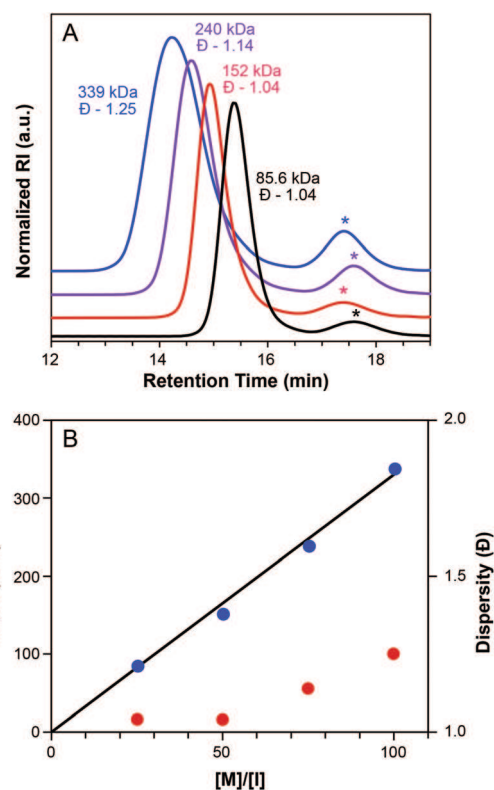 A
240 kDa
Đ - 1.14
339 kDa
Đ - 1.25
152 kDa
Đ - 1.04
85.6 kDa
Đ - 1.04
* * * *
Normalized RI (a.u.)
12 14 16 18
Retention Time (min)
B
400
300
200
100
0
2.0
1.5
1.0
Dispersity (Đ)
0 50 100
[M]/[I]